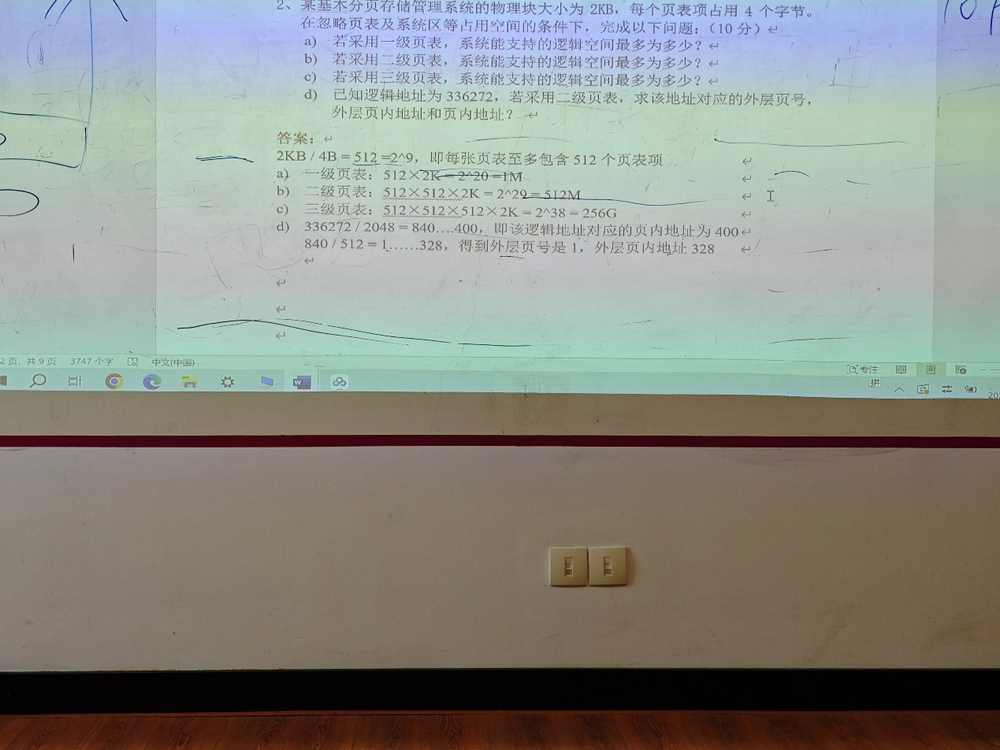 2、某基本分页存储管理系统的物理块大小为 2KB，每个页表项占用 4 个字节。
在忽略页表及系统区等占用空间的条件下，完成以下问题：（10 分）
a) 若采用一级页表，系统能支持的逻辑空间最多为多少？
b) 若采用二级页表，系统能支持的逻辑空间最多为多少？
c) 若采用三级页表，系统能支持的逻辑空间最多为多少？
d) 已知逻辑地址为 336272，若采用二级页表，求该地址对应的外层页号，
外层页内地址和页内地址？
答案：
2KB / 4B = 512 =2^9，即每张页表至多包含 512 个页表项
a) 一级页表：512×2K = 2^20 =1M
b) 二级页表：512×512×2K = 2^29 = 512M
c) 三级页表：512×512×512×2K = 2^38 = 256G
d) 336272 / 2048 = 840….400，即该逻辑地址对应的页内地址为 400
840 / 512 = 1……328，得到外层页号是 1，外层页内地址 328
2 页，共 9 页 3747 个字 中文(中国) 专注
拼